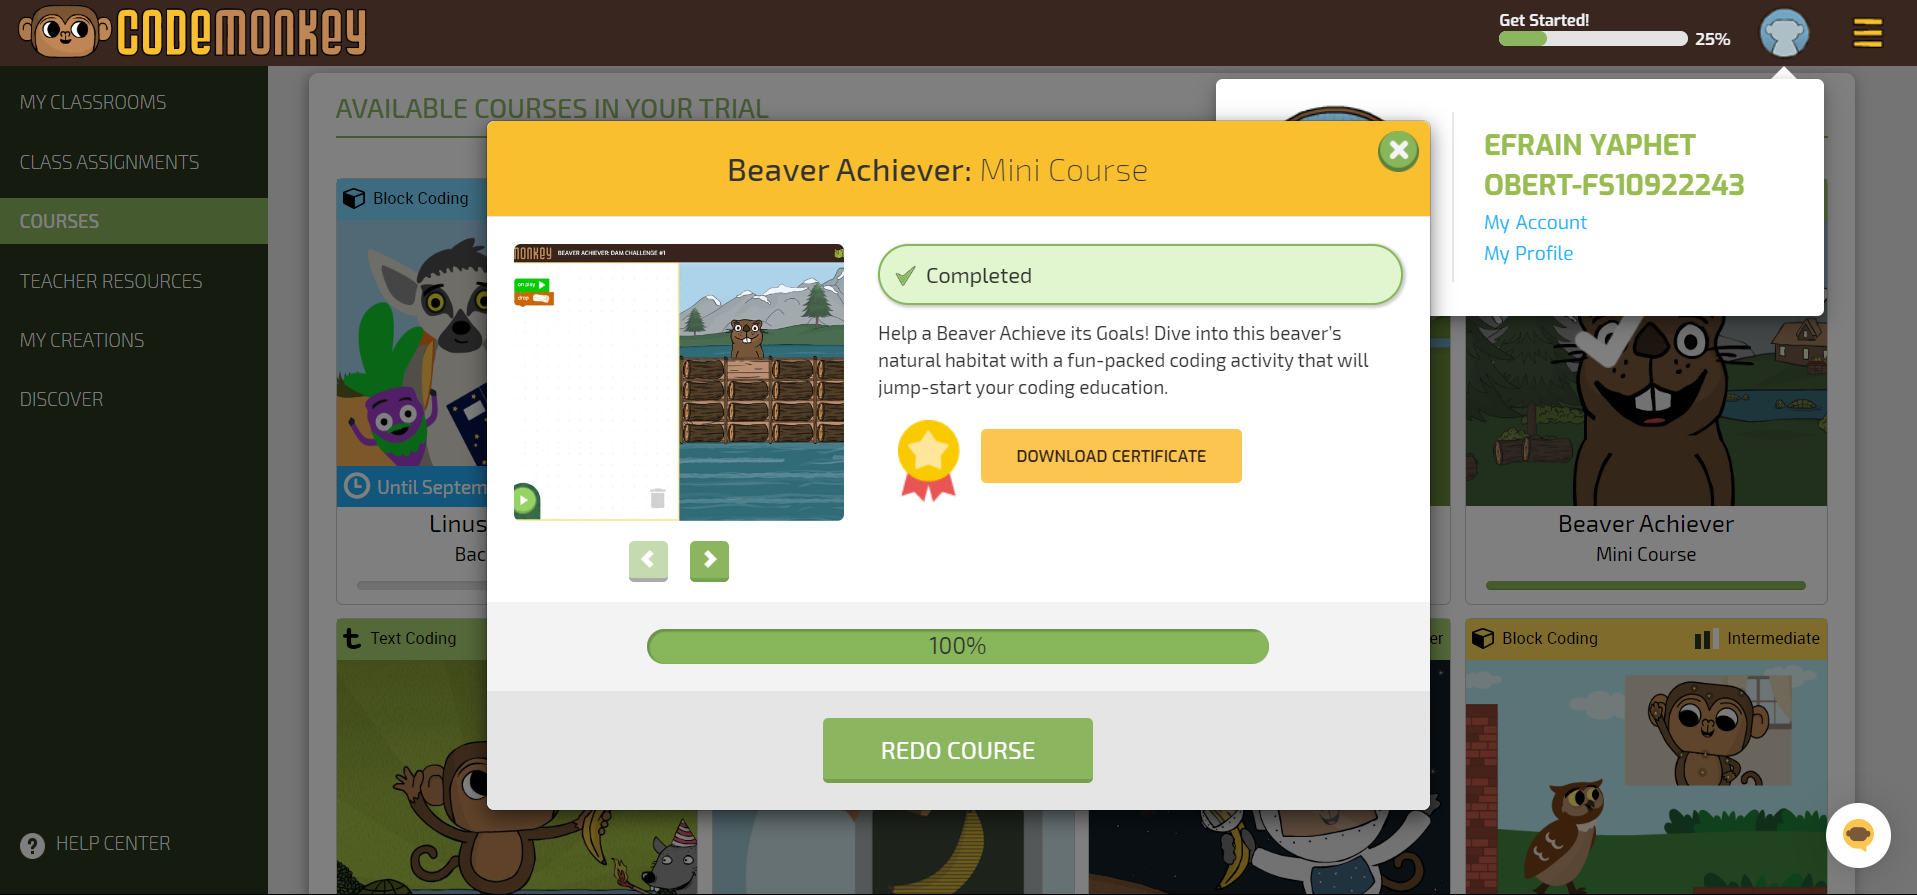 CODEMONKEY
Get Started!
25%
MY CLASSROOMS
CLASS ASSIGNMENTS
COURSES
TEACHER RESOURCES
MY CREATIONS
DISCOVER
HELP CENTER
AVAILABLE COURSES IN YOUR TRIAL
EFRAIN YAPHET
OBERT-FS10922243
My Account
My Profile
Block Coding
Until Septem
Linus
Bac
Beaver Achiever: Mini Course
MONKEY BEAVER ACHIEVER: DAM CHALLENGE #1
on play
drop
Completed
Help a Beaver Achieve its Goals! Dive into this beaver's
natural habitat with a fun-packed coding activity that will
jump-start your coding education.
DOWNLOAD CERTIFICATE
100%
REDO COURSE
Beaver Achiever
Mini Course
Text Coding
er
Block Coding
Intermediate